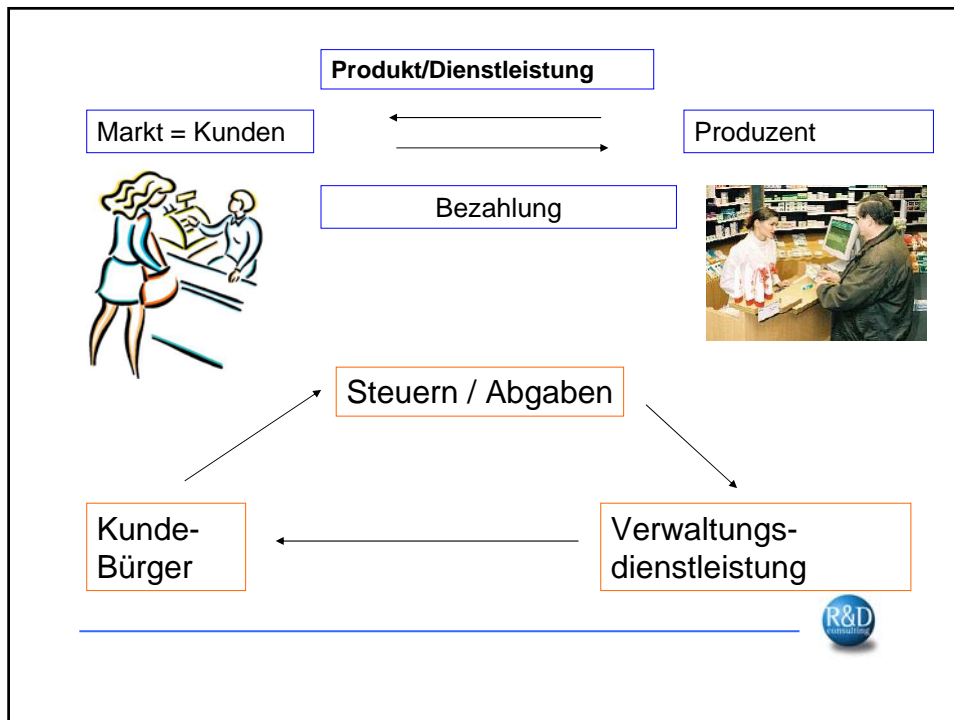 Produkt/Dienstleistung
Markt = Kunden
Produzent
Bezahlung
Steuern / Abgaben
Kunde-
Bürger
Verwaltungs-
dienstleistung
R&D
consulting